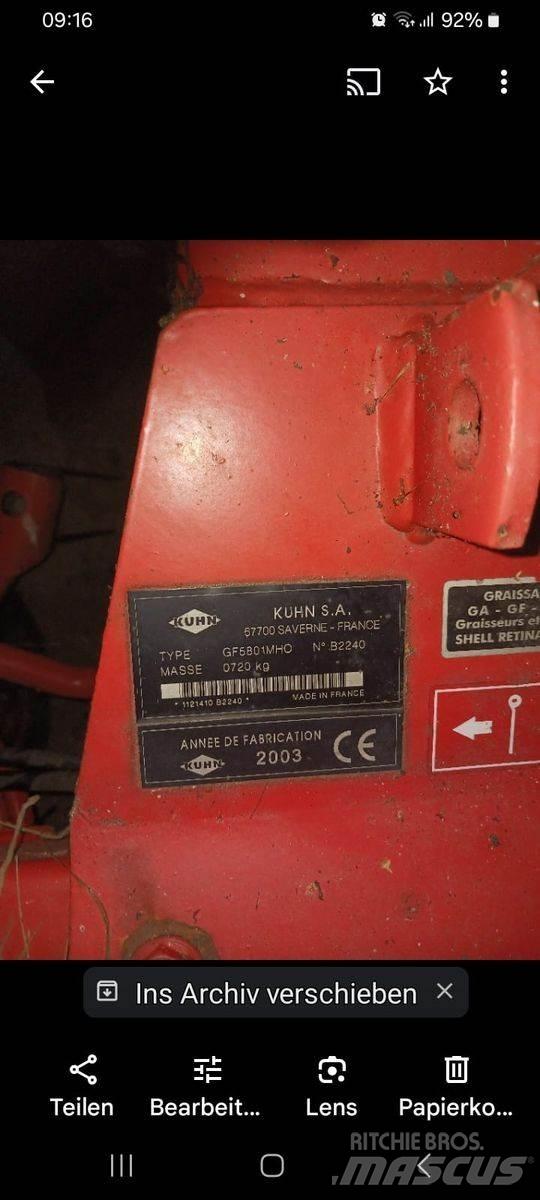 09:16
92%
KUHN
KUHN S.A.
67700 SAVERNE - FRANCE
TYPE GF5801MHO N° B2240
MASSE 0720 kg
* 1121410 B2240 * MADE IN FRANCE
ANNEE DE FABRICATION
KUHN 2003 CE
GRAISSA
GA - GF -
Graisseurs et
SHELL RETINA
Ins Archiv verschieben
Teilen Bearbeit... Lens Papierko...
RITCHIE BROS.
MASCUS